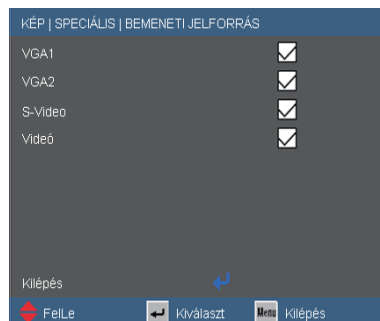 KÉP | SPECIÁLIS | BEMENETI JELFORRÁS
VGA1
VGA2
S-Video
Videó
Kilépés
FelLe Kiválaszt Menu Kilépés